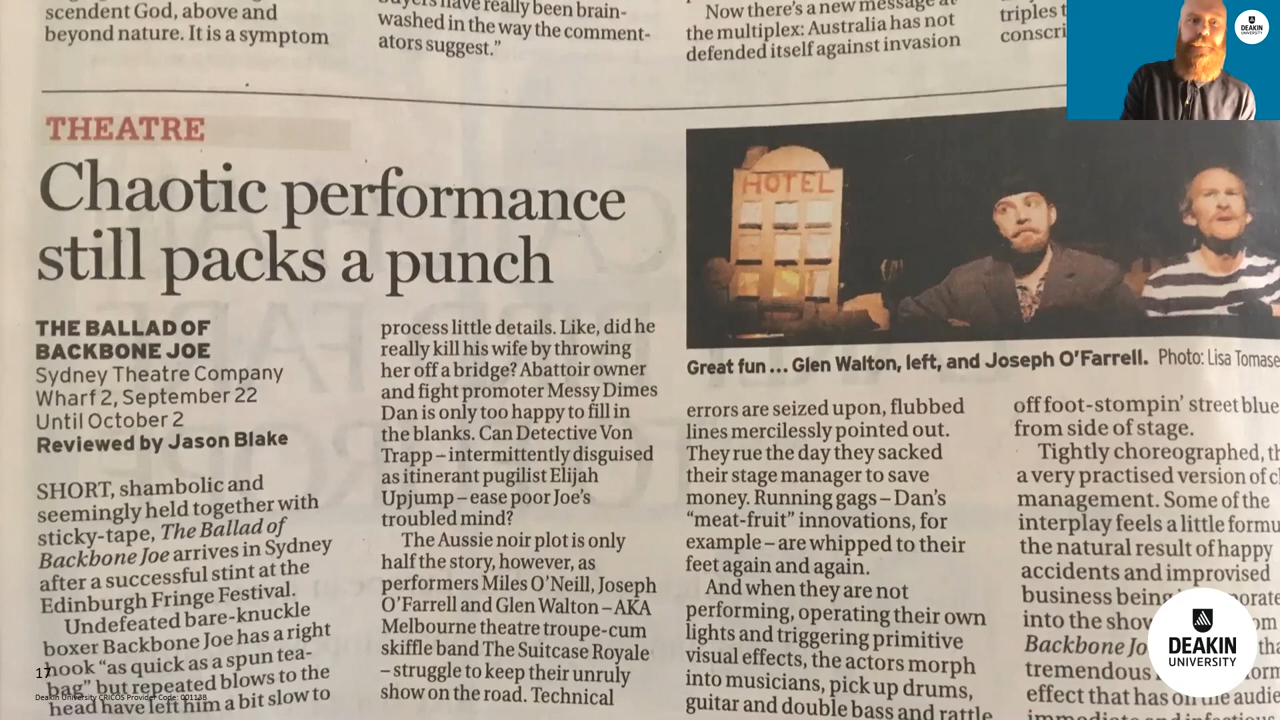 scendent God, above and
beyond nature. It is a symptom
buyers have really been brain-
washed in the way the comment-
ators suggest.”
Now there’s a new message at
the multiplex: Australia has not
defended itself against invasion
triples
THEATRE
Chaotic performance
still packs a punch
THE BALLAD OF
BACKBONE JOE
Sydney Theatre Company
Wharf 2, September 22
Until October 2
Reviewed by Jason Blake
SHORT, shambolic and
seemingly held together with
sticky-tape, The Ballad of
Backbone Joe arrives in Sydney
after a successful stint at the
Edinburgh Fringe Festival.
Undefeated bare-knuckle
boxer Backbone Joe has a right
hook “as quick as a spun tea-
bag” but repeated blows to the
head have left him a bit slow to
process little details. Like, did he
really kill his wife by throwing
her off a bridge? Abattoir owner
and fight promoter Messy Dimes
Dan is only too happy to fill in
the blanks. Can Detective Von
Trapp – intermittently disguised
as itinerant pugilist Elijah
Upjump – ease poor Joe’s
troubled mind?
The Aussie noir plot is only
half the story, however, as
performers Miles O’Neill, Joseph
O’Farrell and Glen Walton – AKA
Melbourne theatre troupe-cum
skiffle band The Suitcase Royale
– struggle to keep their unruly
show on the road. Technical
HOTEL
Great fun ... Glen Walton, left, and Joseph O’Farrell. Photo: Lisa Tomase
errors are seized upon, flubbed
lines mercilessly pointed out.
They rue the day they sacked
their stage manager to save
money. Running gags – Dan’s
“meat-fruit” innovations, for
example – are whipped to their
feet again and again.
And when they are not
performing, operating their own
lights and triggering primitive
visual effects, the actors morph
into musicians, pick up drums,
guitar and double bass and rattle
off foot-stompin’ street blue
from side of stage.
Tightly choreographed,
a very practised version of
management. Some of the
interplay feels a little
the natural result of happy
accidents and improvised
business being
into the show
Backbone
tremendous
effect that has on the
17
Deakin University CRICOS Provider Code: 00113B
DEAKIN
UNIVERSITY
DEAKIN
UNIVERSITY